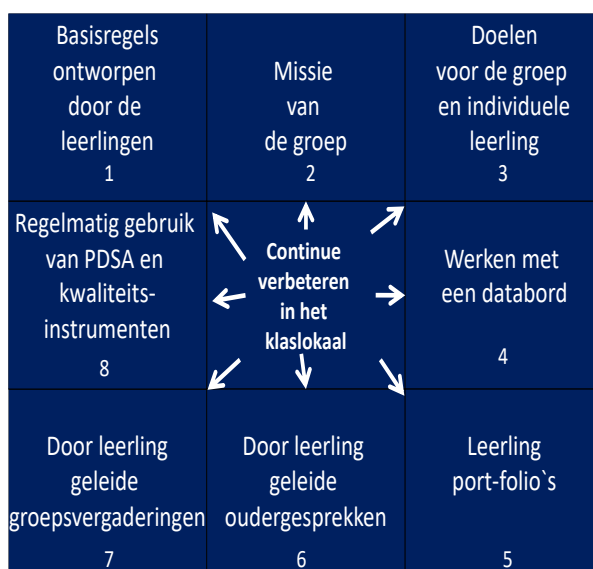 Basisregels
ontworpen
door de
leerlingen
1
Missie
van
de groep
2
Doelen
voor de groep
en individuele
leerling
3
Regelmatig gebruik
van PDSA en
kwaliteits-
instrumenten
8
Continue
verbeteren
in het
klaslokaal
Werken met
een databord
4
Door leerling
geleide
groepsvergaderingen
7
Door leerling
geleide
oudergesprekken
6
Leerling
port-folio`s
5